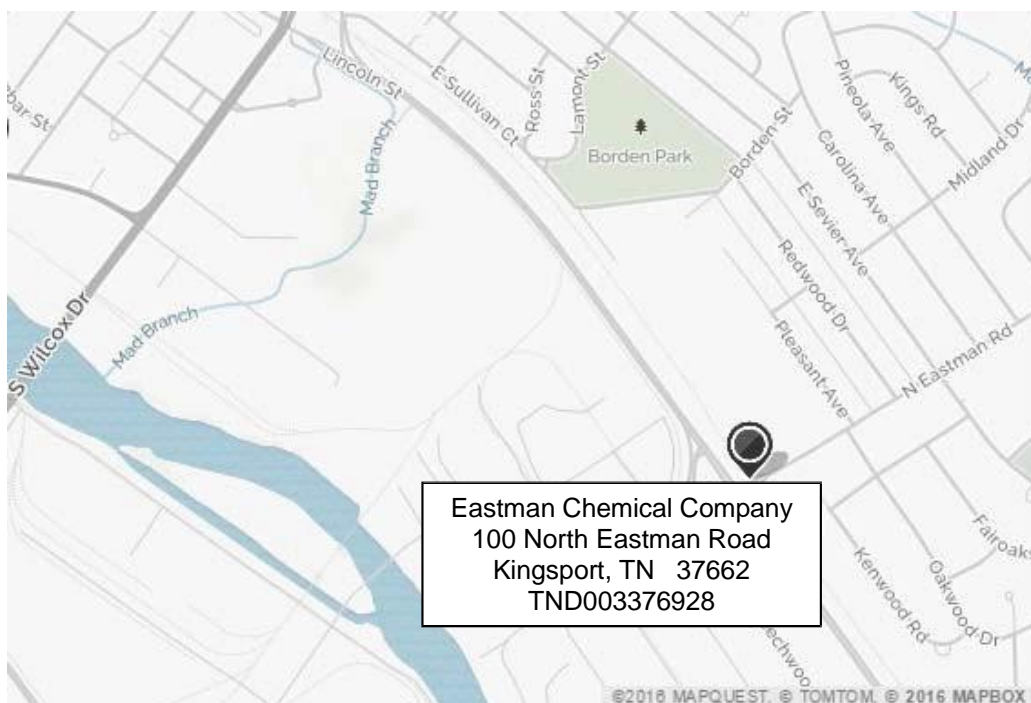 Lincoln St
E Sullivan Ct
Ross St
Lamont St
Borden Park
Borden St
Pineola Ave
Kings Rd
Carolina Ave
Midland Dr
E Sevier Ave
Mad Branch
Redwood Dr
Mad Branch
S Wilcox Dr
Pleasant Ave
N Eastman Rd
Eastman Chemical Company
100 North Eastman Road
Kingsport, TN 37662
TND003376928
Fairoaks
Kenwood Rd
Oakwood Dr
©2016 MAPQUEST. © TOMTOM. © 2016 MAPBOX